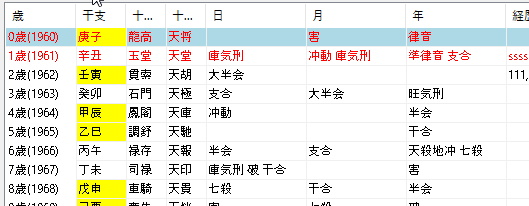 歳 干支 十... 十... 日 月 年 経歴
0歳(1960) 庚子 龍高 天将 害 律音
1歳(1961) 辛丑 玉堂 天堂 庫気刑 冲動 庫気刑 準律音 支合 ssss
2歳(1962) 壬寅 貫索 天胡 大半会 111,
3歳(1963) 癸卯 石門 天極 支合 大半会 旺気刑
4歳(1964) 甲辰 鳳閣 天庫 冲動 半会
5歳(1965) 乙巳 調舒 天馳 干合
6歳(1966) 丙午 禄存 天報 半会 支合 天殺地冲 七殺
7歳(1967) 丁未 司禄 天印 庫気刑 破 干合 害
8歳(1968) 戊申 車騎 天貴 七殺 干合 半会